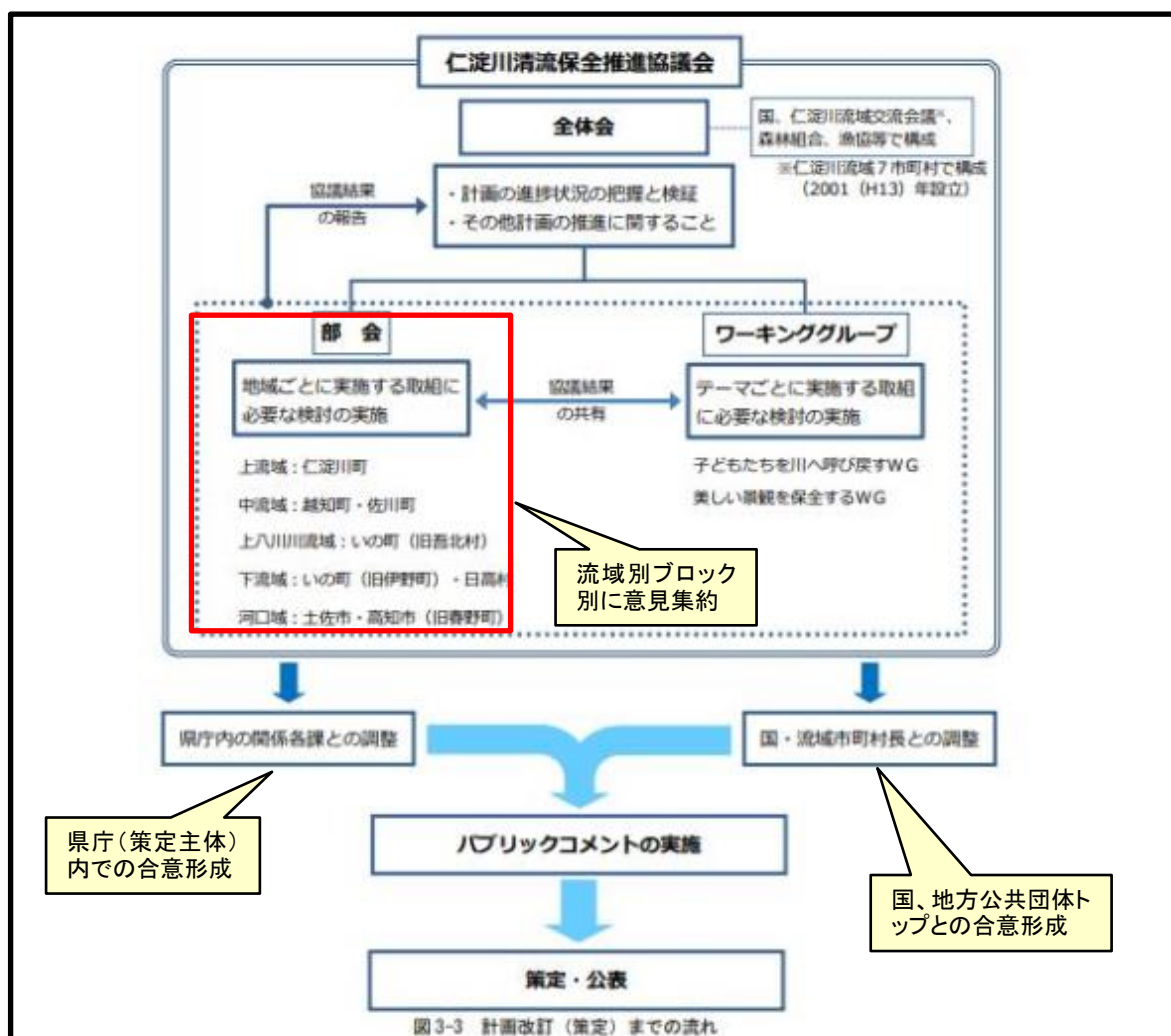 仁淀川清流保全推進協議会
全体会
国、仁淀川流域交流会議※、
森林組合、漁協等で構成
※仁淀川流域７市町村で構成
（2001（H13）年設立）
協議結果
の報告
・計画の進捗状況の把握と検証
・その他計画の推進に関すること
部　会
ワーキンググループ
地域ごとに実施する取組に
必要な検討の実施
協議結果
の共有
テーマごとに実施する取組
に必要な検討の実施
上流域：仁淀川町
中流域：越知町・佐川町
上八川川流域：いの町（旧吾北村）
下流域：いの町（旧伊野町）・日高村
河口域：土佐市・高知市（旧春野町）
子どもたちを川へ呼び戻すＷＧ
美しい景観を保全するＷＧ
流域別ブロック
別に意見集約
県庁内の関係各課との調整
国・流域市町村長との調整
県庁（策定主体）
内での合意形成
パブリックコメントの実施
国、地方公共団体ト
ップとの合意形成
策定・公表
図3-3　計画改訂（策定）までの流れ